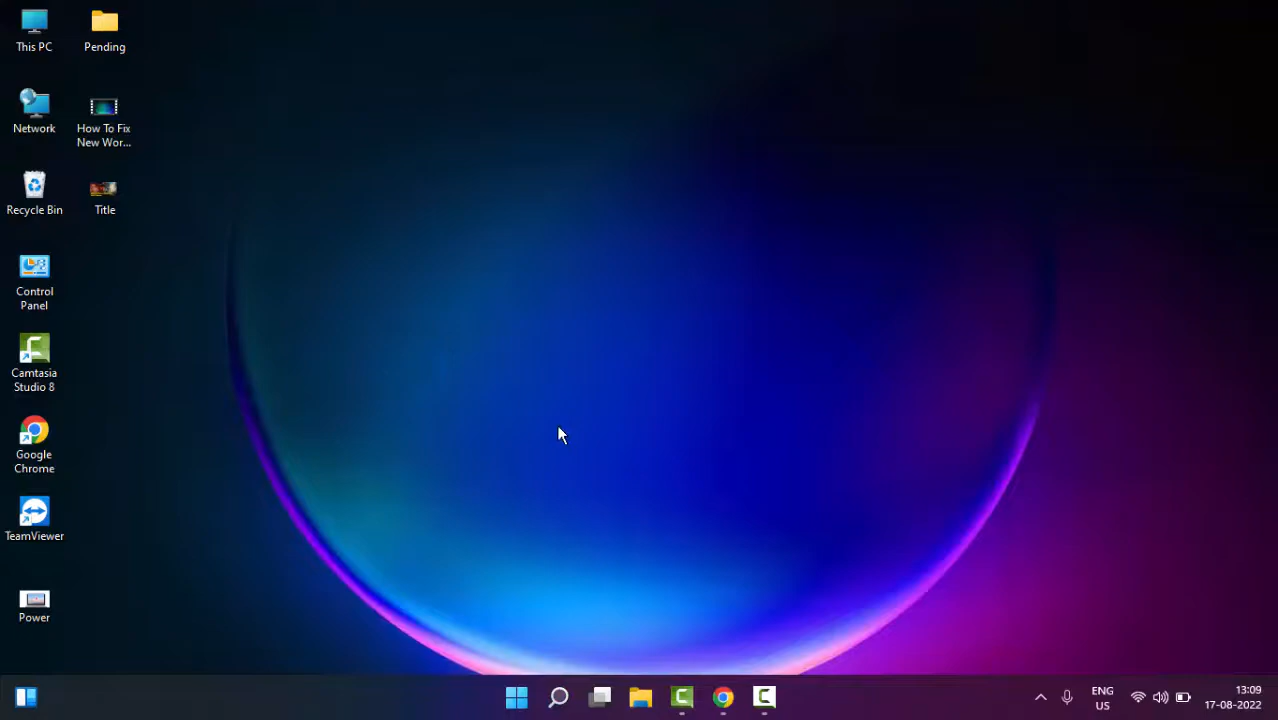 This PC
Pending
Network
How To Fix
New Wor...
Recycle Bin
Title
Control
Panel
Camtasia
Studio 8
Google
Chrome
TeamViewer
Power
ENG
US
13:09
17-08-2022